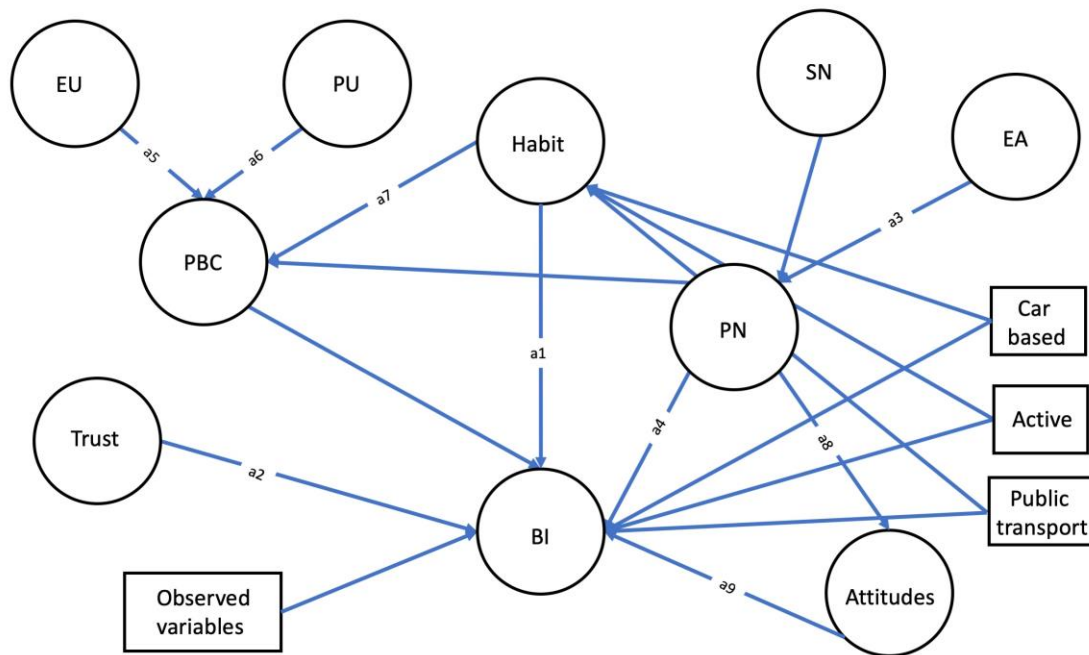 EU
PU
Habit
SN
EA
a5
a6
a7
a3
PBC
PN
Car
based
a1
Active
Trust
a2
a4
a8
Public
transport
BI
Observed
variables
a9
Attitudes